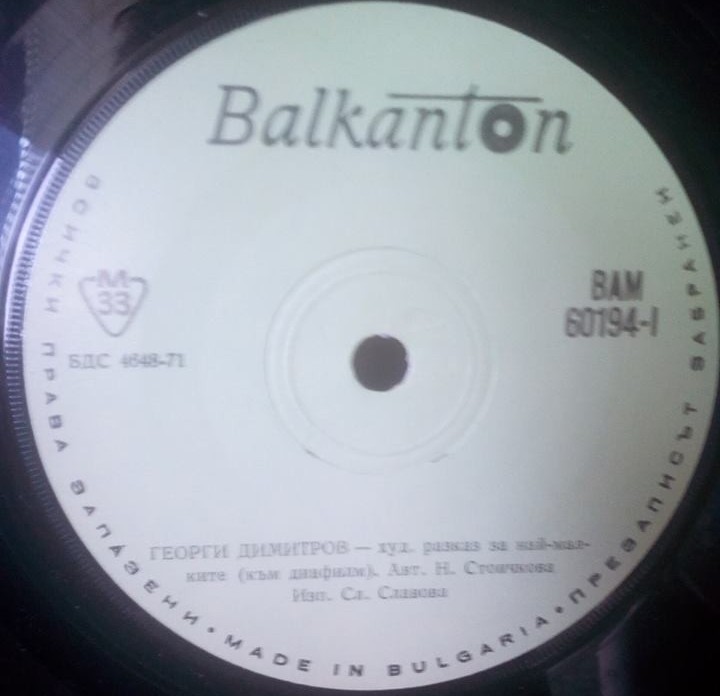 Balkanton
М
33
БДС 4648-71
ВАМ
60194-I
ГЕОРГИ ДИМИТРОВ — худ. разказ за най-мал-
ките (към диафилм). Авт. Н. Стоичкова
Изп. Сл. Славова
ВСИЧКИ ПРАВА ЗАПАЗЕНИ • MADE IN BULGARIA • ПРЕЗАПИСЪТ ЗАБРАНЕН